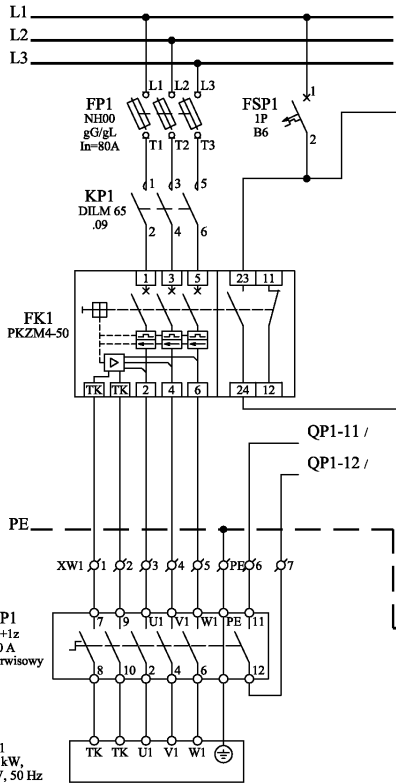 L1
L2
L3
L1 L2 L3
FP1
NH00
gG/gL
In=80A
T1 T2 T3
FSP1
1P
B6
1
2
KP1
DILM 65
.09
1 3 5
2 4 6
1 3 5 23 11
FK1
PKZM4-50
TK TK 2 4 6 24 12
QP1-11 /
QP1-12 /
PE
XW1 1 2 3 4 5 PE 6 7
P1
+1z
0 A
rwisowy
7 9 U1 V1 W1 PE 11
8 10 2 4 6 12
1
kW,
V, 50 Hz
TK TK U1 V1 W1